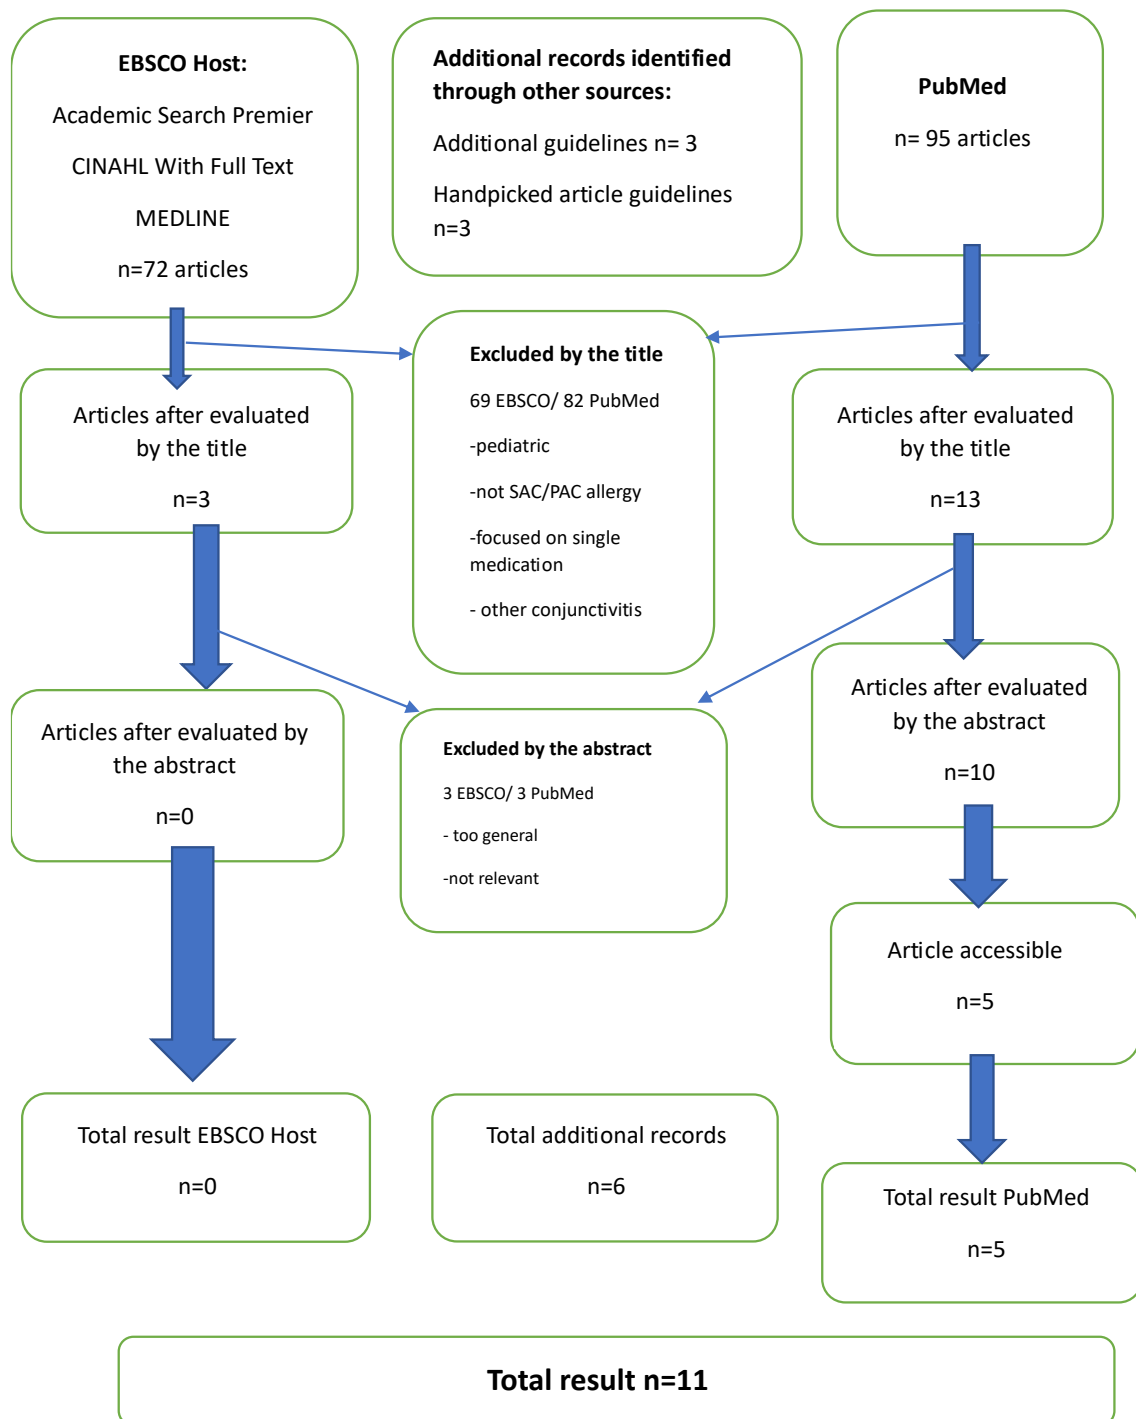 EBSCO Host:
Academic Search Premier
CINAHL With Full Text
MEDLINE
n=72 articles
Additional records identified
through other sources:
Additional guidelines n= 3
Handpicked article guidelines
n=3
PubMed
n= 95 articles
Excluded by the title
69 EBSCO/ 82 PubMed
-pediatric
-not SAC/PAC allergy
-focused on single
medication
- other conjunctivitis
Articles after evaluated
by the title
n=3
Articles after evaluated
by the title
n=13
Articles after evaluated by
the abstract
n=0
Excluded by the abstract
3 EBSCO/ 3 PubMed
- too general
-not relevant
Articles after evaluated
by the abstract
n=10
Article accessible
n=5
Total result EBSCO Host
n=0
Total additional records
n=6
Total result PubMed
n=5
Total result n=11